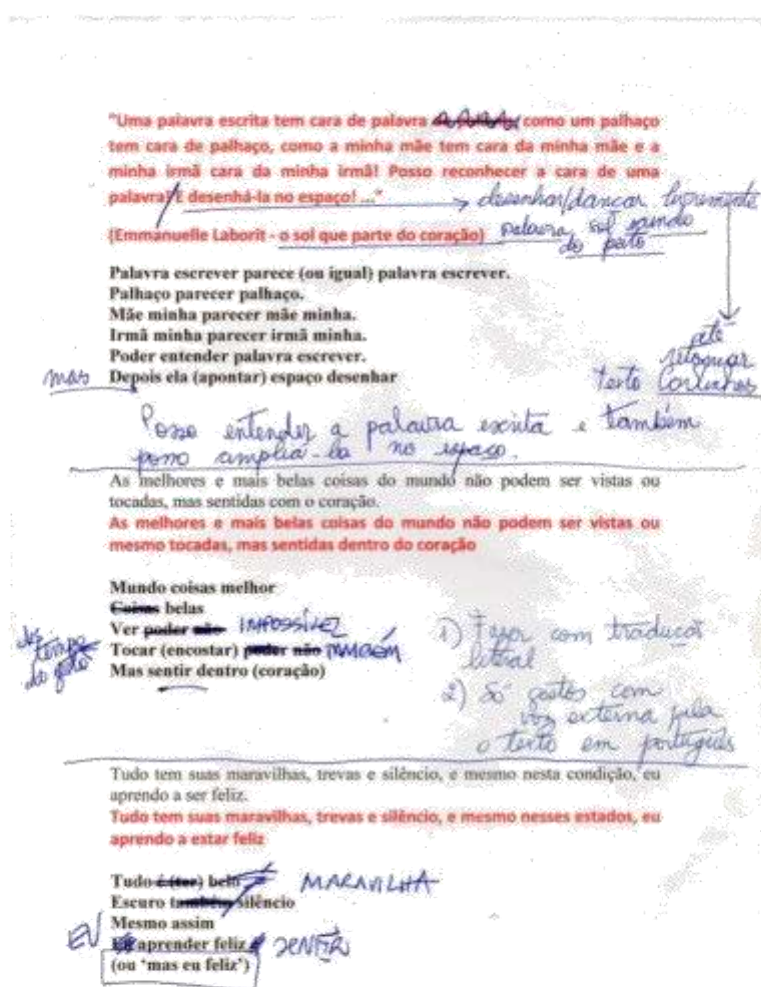 "Uma palavra escrita tem cara de palavra como um palhaço
tem cara de palhaço, como a minha mãe tem cara da minha mãe e a
minha irmã cara da minha irmã! Posso reconhecer a cara de uma
palavra! E desenhá-la no espaço! ..."
desenhar/dançar
(Emmanuelle Laborit - o sol que parte do coração)
palavra sol
do peito
Palavra escrever parece (ou igual) palavra escrever.
Palhaço parecer palhaço.
Mãe minha parecer mãe minha.
Irmã minha parecer irmã minha.
Poder entender palavra escrever.
mas Depois ela (apontar) espaço desenhar
até
retomar
texto
Posso entender a palavra escrita e também
posso ampliá-la no espaço.
As melhores e mais belas coisas do mundo não podem ser vistas ou
tocadas, mas sentidas com o coração.
As melhores e mais belas coisas do mundo não podem ser vistas ou
mesmo tocadas, mas sentidas dentro do coração
Mundo coisas melhor
Coisas belas
Ver poder não IMPOSSÍVEL
Tocar (encostar) poder não TAMBÉM
Mas sentir dentro (coração)
tempo
1) Fazer com tradução
literal
2) Só gestos com
voz externa
o texto em português
Tudo tem suas maravilhas, trevas e silêncio, e mesmo nesta condição, eu
aprendo a ser feliz.
Tudo tem suas maravilhas, trevas e silêncio, e mesmo nesses estados, eu
aprendo a estar feliz
Tudo é (ter) belo MARAVILHA
Escuro também silêncio
Mesmo assim
EU aprender feliz SENTIR
(ou 'mas eu feliz')